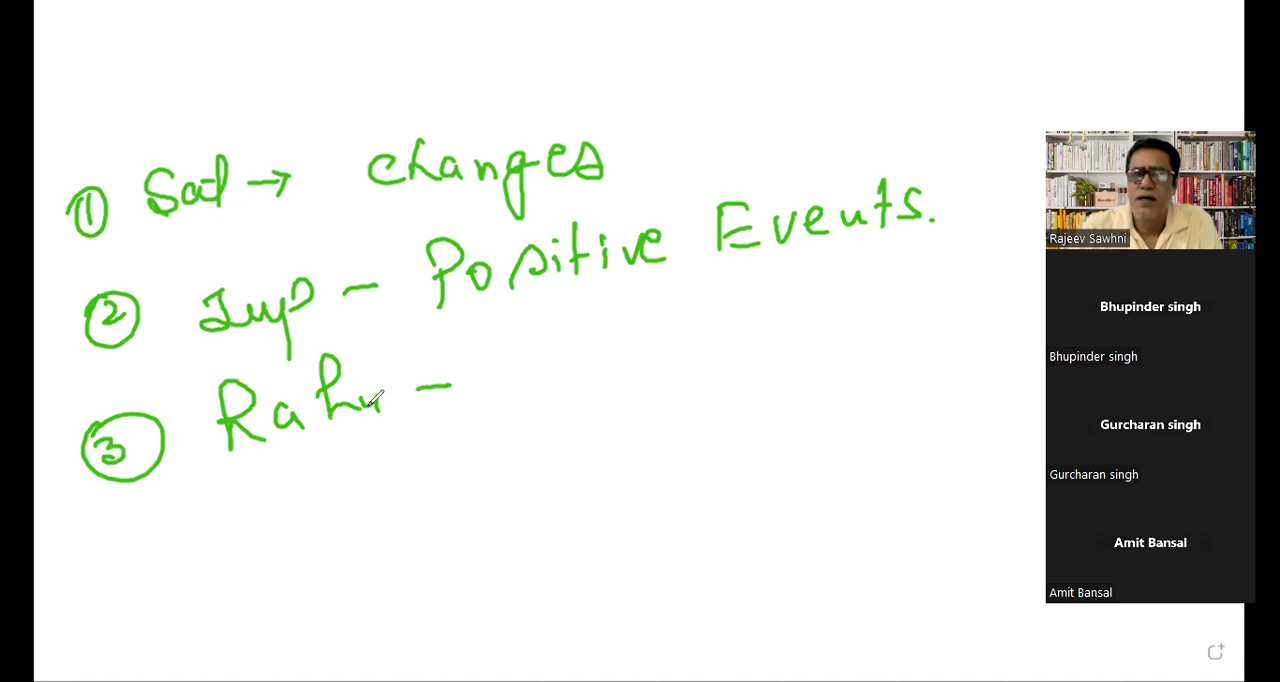 ① Sat → changes
② Jup - Positive Events.
③ Rahu -
Rajeev Sawhni
Bhupinder singh
Bhupinder singh
Gurcharan singh
Gurcharan singh
Amit Bansal
Amit Bansal